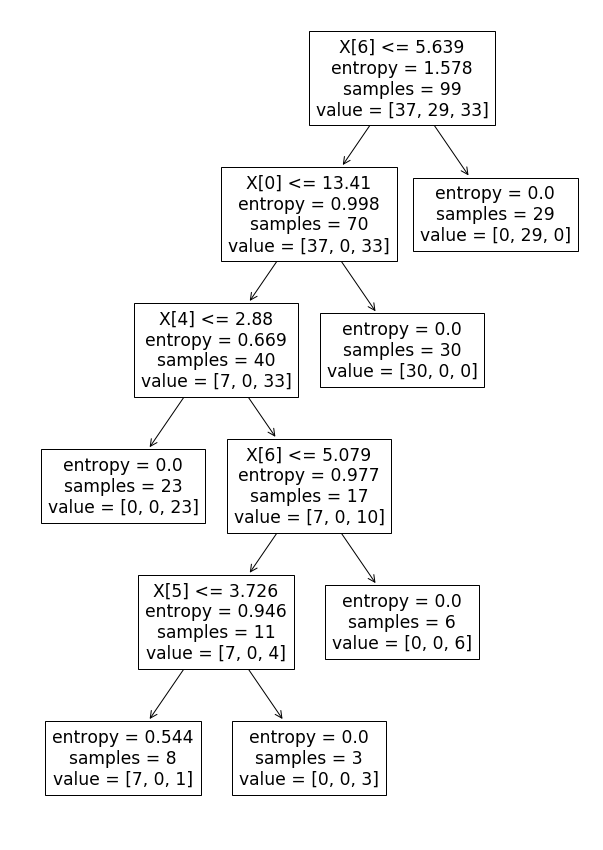 X[6] <= 5.639
entropy = 1.578
samples = 99
value = [37, 29, 33]
X[0] <= 13.41
entropy = 0.998
samples = 70
value = [37, 0, 33]
entropy = 0.0
samples = 29
value = [0, 29, 0]
X[4] <= 2.88
entropy = 0.669
samples = 40
value = [7, 0, 33]
entropy = 0.0
samples = 30
value = [30, 0, 0]
entropy = 0.0
samples = 23
value = [0, 0, 23]
X[6] <= 5.079
entropy = 0.977
samples = 17
value = [7, 0, 10]
X[5] <= 3.726
entropy = 0.946
samples = 11
value = [7, 0, 4]
entropy = 0.0
samples = 6
value = [0, 0, 6]
entropy = 0.544
samples = 8
value = [7, 0, 1]
entropy = 0.0
samples = 3
value = [0, 0, 3]